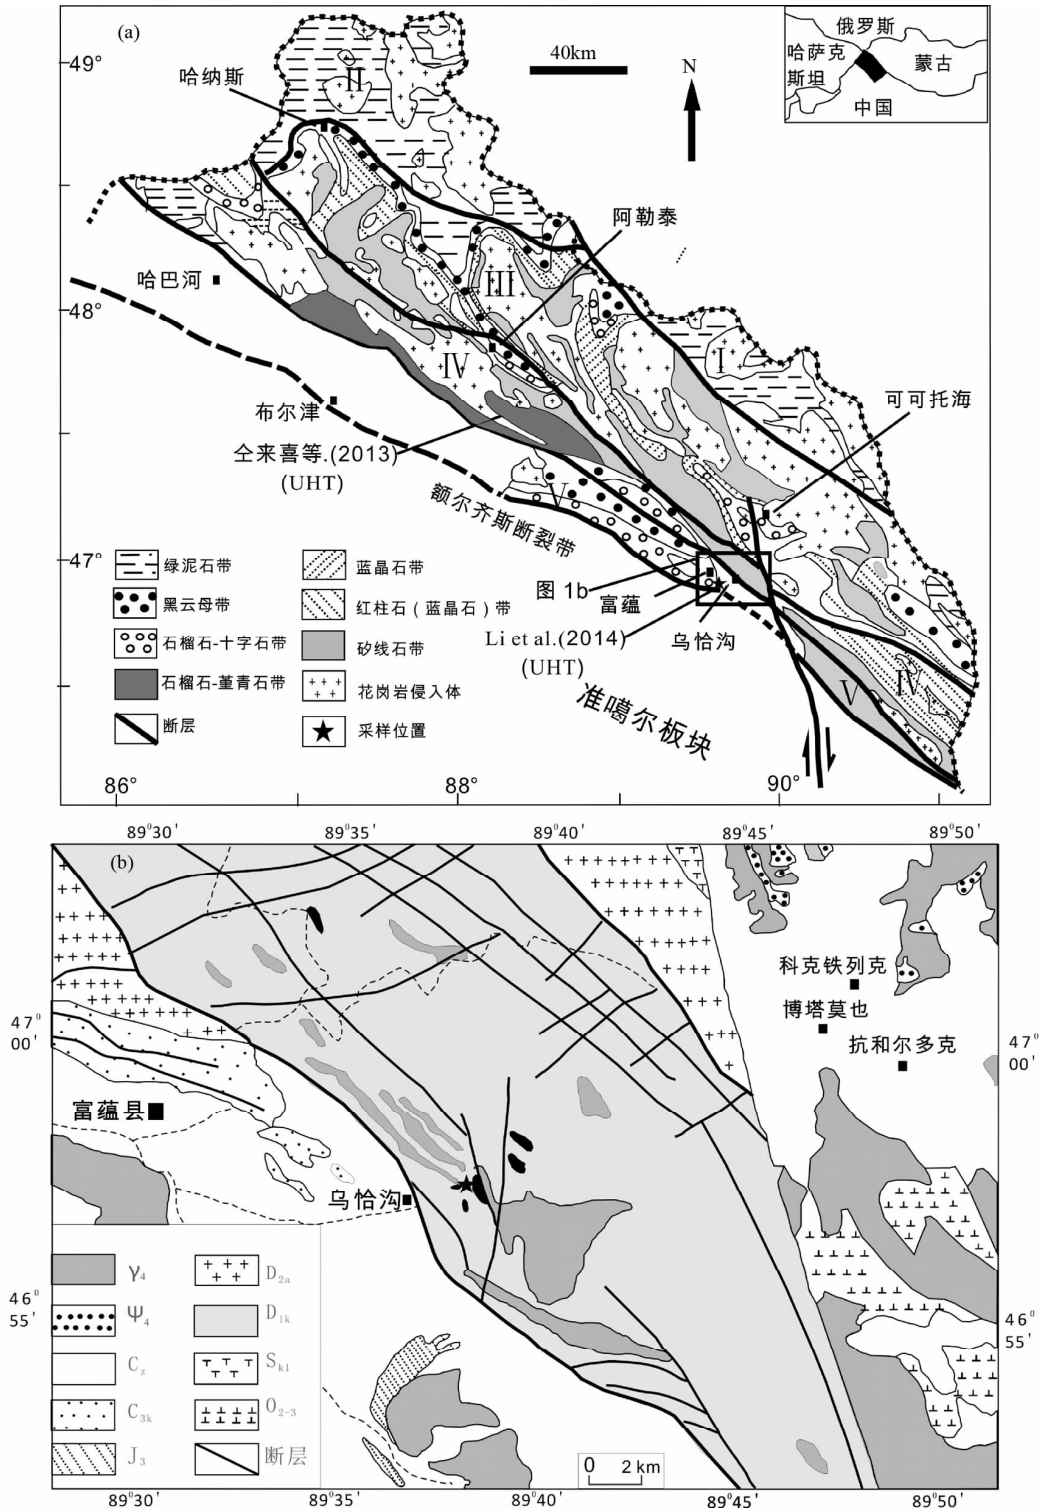 (a)
49°
48°
47°
40km
N
俄罗斯
哈萨克
斯坦
蒙古
中国
哈纳斯
II
阿勒泰
III
哈巴河
I
IV
可可托海
布尔津
仝来喜等.(2013)
(UHT)
V
额尔齐斯断裂带
图 1b
富蕴
Li et al.(2014)
(UHT)
乌恰沟
IV
V
准噶尔板块
绿泥石带
蓝晶石带
黑云母带
红柱石(蓝晶石)带
石榴石-十字石带
矽线石带
石榴石-堇青石带
花岗岩侵入体
断层
采样位置
86°
88°
90°
89°30'
89°35'
89°40'
89°45'
89°50'
(b)
科克铁列克
博塔莫也
抗和尔多克
47°
00'
47°
00'
富蕴县
乌恰沟
46°
55'
46°
55'
γ4
D2a
Ψ4
D1k
Cz
Sk1
C3k
O2-3
J3
断层
0 2 km
89°30'
89°35'
89°40'
89°45'
89°50'